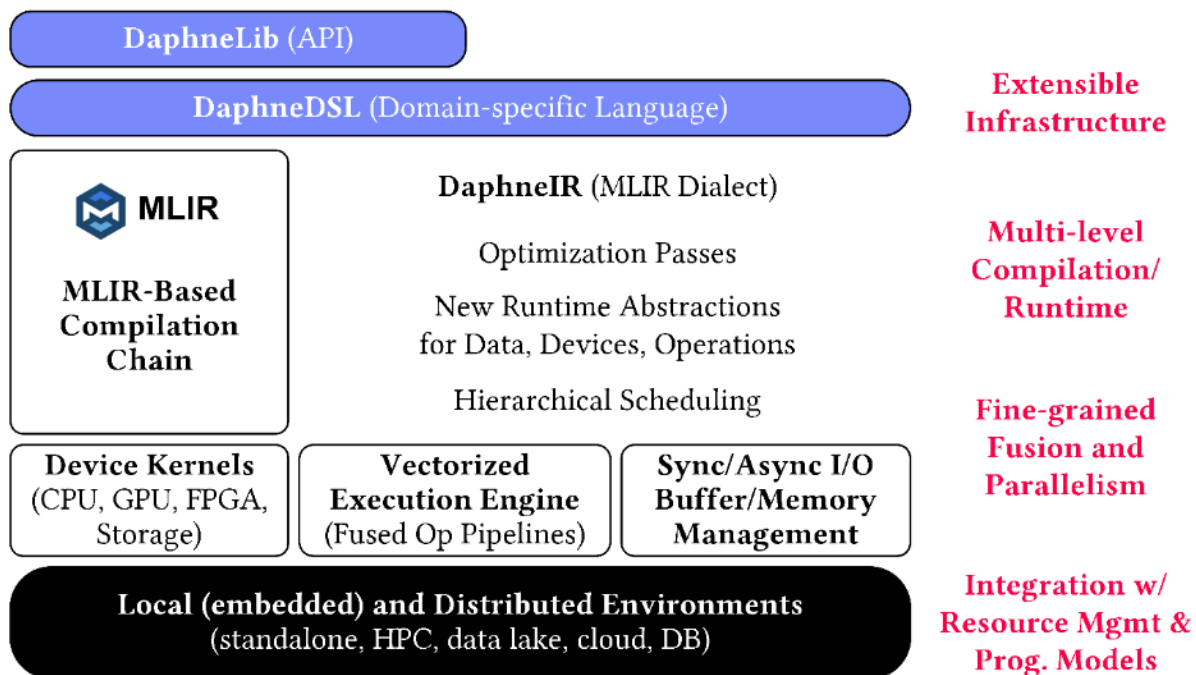 DaphneLib (API)
DaphneDSL (Domain-specific Language)
Extensible
Infrastructure
MLIR
MLIR-Based
Compilation
Chain
DaphneIR (MLIR Dialect)
Optimization Passes
New Runtime Abstractions
for Data, Devices, Operations
Hierarchical Scheduling
Multi-level
Compilation/
Runtime
Device Kernels
(CPU, GPU, FPGA,
Storage)
Vectorized
Execution Engine
(Fused Op Pipelines)
Sync/Async I/O
Buffer/Memory
Management
Fine-grained
Fusion and
Parallelism
Local (embedded) and Distributed Environments
(standalone, HPC, data lake, cloud, DB)
Integration w/
Resource Mgmt &
Prog. Models